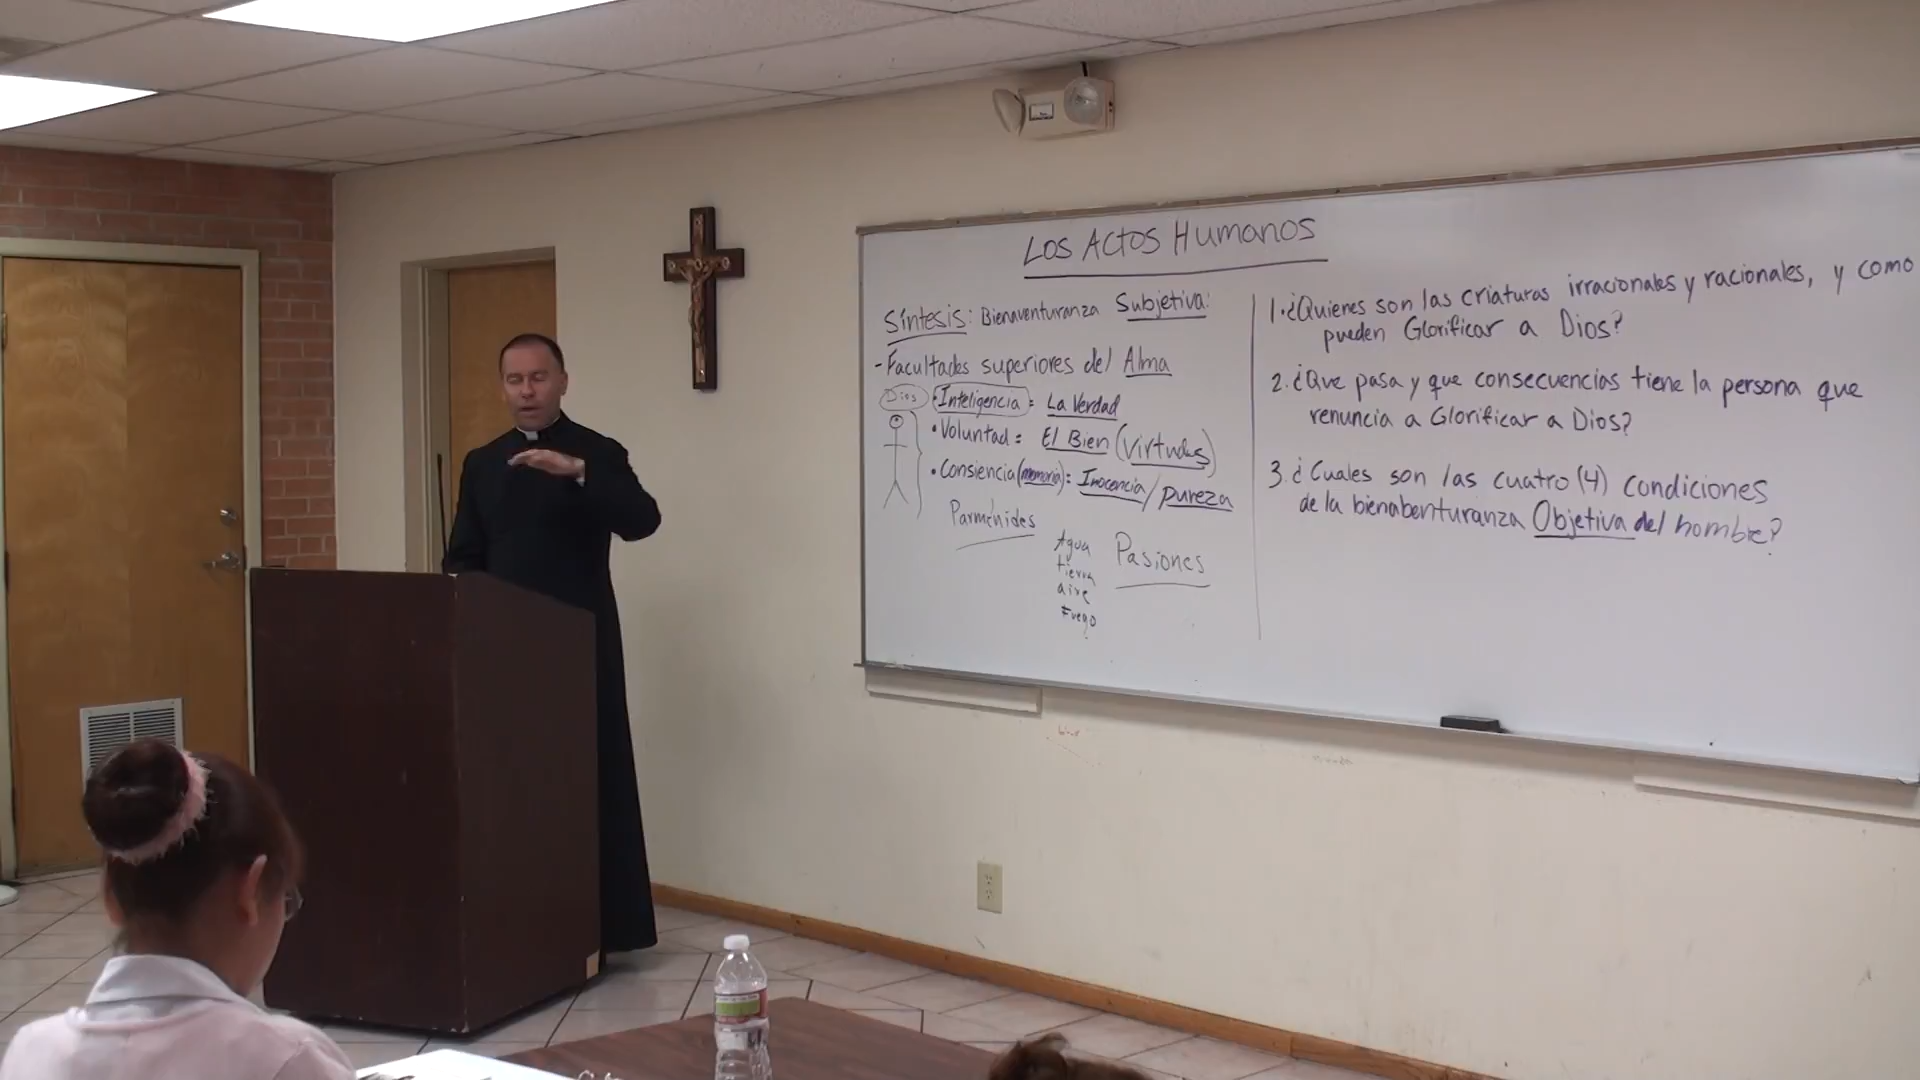 Los Actos Humanos
Síntesis: Bienaventuranza Subjetiva:
- Facultades superiores del Alma
Dios
• Inteligencia: La Verdad
• Voluntad: El Bien (Virtudes)
• Consiencia (memoria): Inocencia/pureza
Parménides
Agua
tierra
aire
Fuego
Pasiones
1. ¿Quienes son las criaturas irracionales y racionales, y como
pueden Glorificar a Dios?
2. ¿Que pasa y que consecuencias tiene la persona que
renuncia a Glorificar a Dios?
3. ¿Cuales son las cuatro (4) condiciones
de la bienabenturanza Objetiva del hombre?